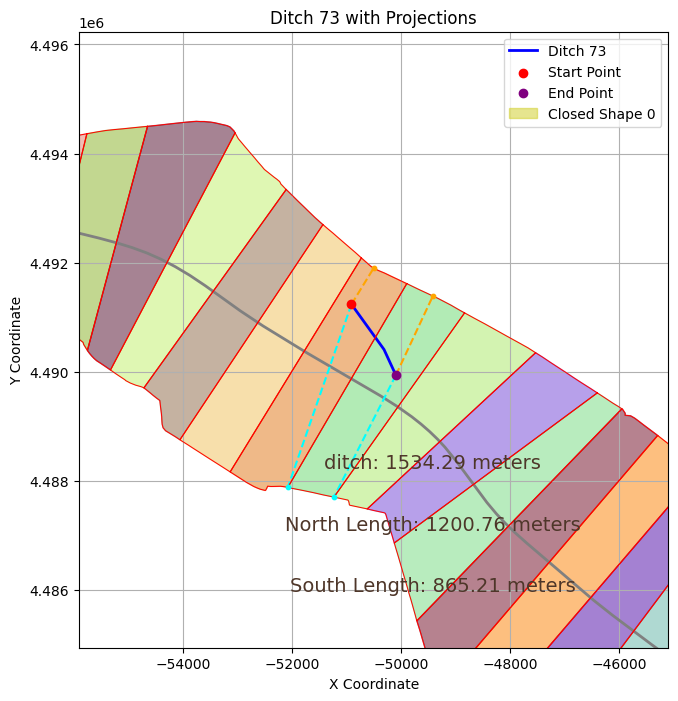 Ditch 73 with Projections
1e6
Ditch 73
Start Point
End Point
Closed Shape 0
4.496
4.494
4.492
4.490
4.488
4.486
Y Coordinate
ditch: 1534.29 meters
North Length: 1200.76 meters
South Length: 865.21 meters
−54000
−52000
−50000
−48000
−46000
X Coordinate